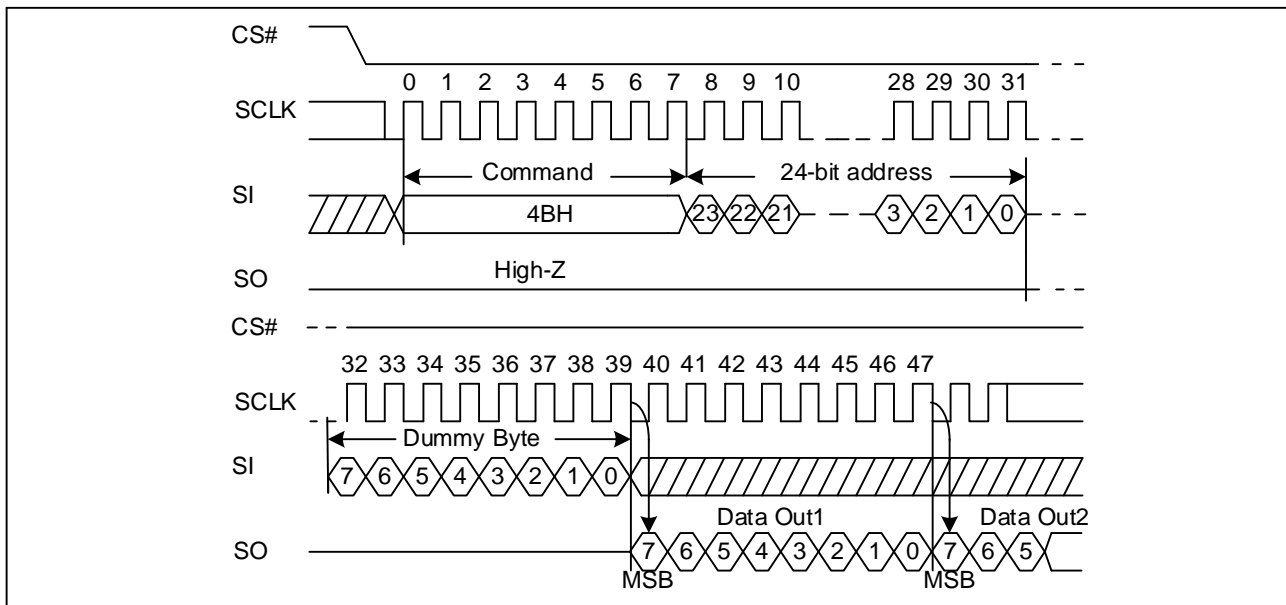 CS#
0 1 2 3 4 5 6 7 8 9 10 28 29 30 31
SCLK
Command 24-bit address
SI
4BH 23 22 21 3 2 1 0
High-Z
SO
CS#
32 33 34 35 36 37 38 39 40 41 42 43 44 45 46 47
SCLK
Dummy Byte
SI
7 6 5 4 3 2 1 0
Data Out1 Data Out2
SO
7 6 5 4 3 2 1 0 7 6 5
MSB MSB